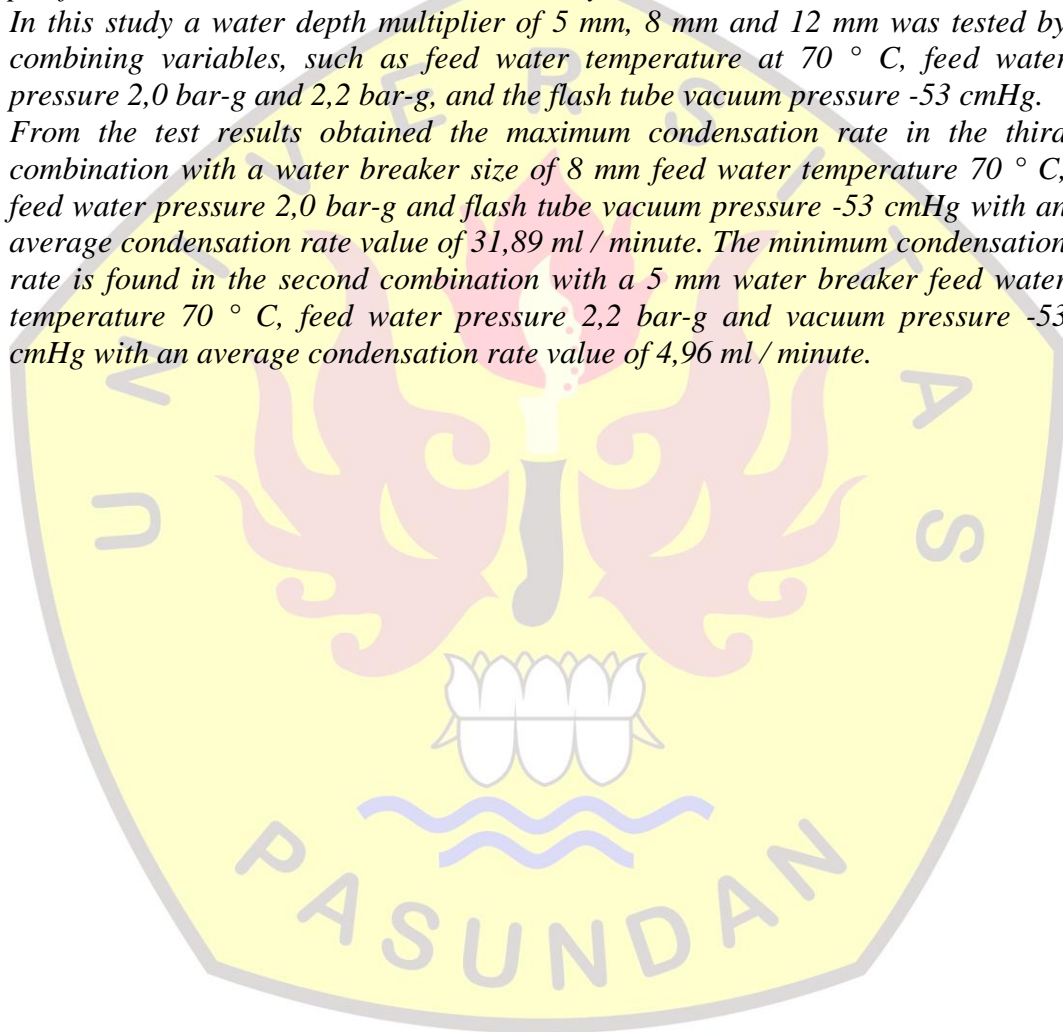 In this study a water depth multiplier of 5 mm, 8 mm and 12 mm was tested by
combining variables, such as feed water temperature at 70 ° C, feed water
pressure 2,0 bar-g and 2,2 bar-g, and the flash tube vacuum pressure -53 cmHg.
From the test results obtained the maximum condensation rate in the third
combination with a water breaker size of 8 mm feed water temperature 70 ° C,
feed water pressure 2,0 bar-g and flash tube vacuum pressure -53 cmHg with an
average condensation rate value of 31,89 ml / minute. The minimum condensation
rate is found in the second combination with a 5 mm water breaker feed water
temperature 70 ° C, feed water pressure 2,2 bar-g and vacuum pressure -53
cmHg with an average condensation rate value of 4,96 ml / minute.
UNIVERSITAS
PASUNDAN